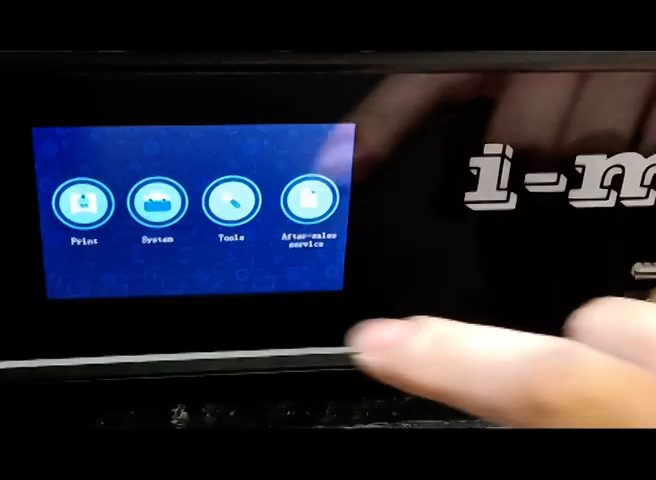 Print
System
Tools
After-sales
service
i-m